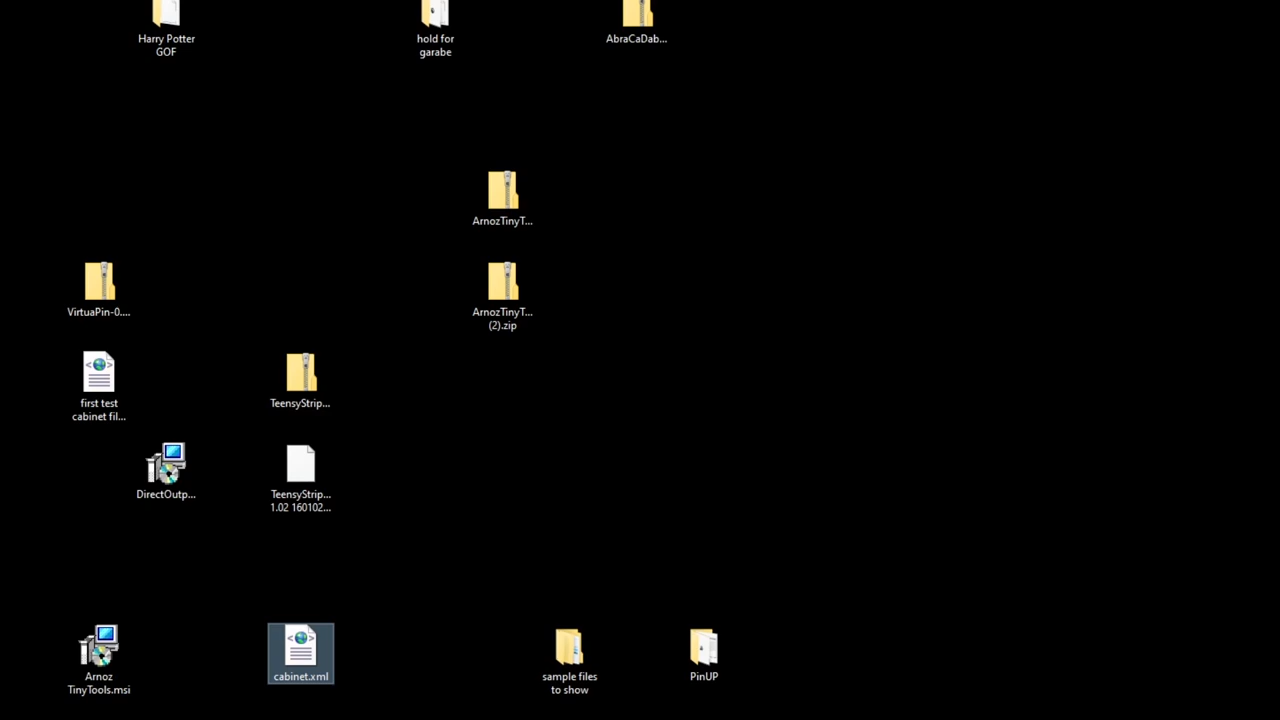 Harry Potter
GOF
hold for
garabe
AbraCaDab...
ArnozTinyT...
VirtuaPin-0....
ArnozTinyT...
(2).zip
first test
cabinet fil...
TeensyStrip...
DirectOutp...
TeensyStrip...
1.02 160102...
Arnoz
TinyTools.msi
cabinet.xml
sample files
to show
PinUP